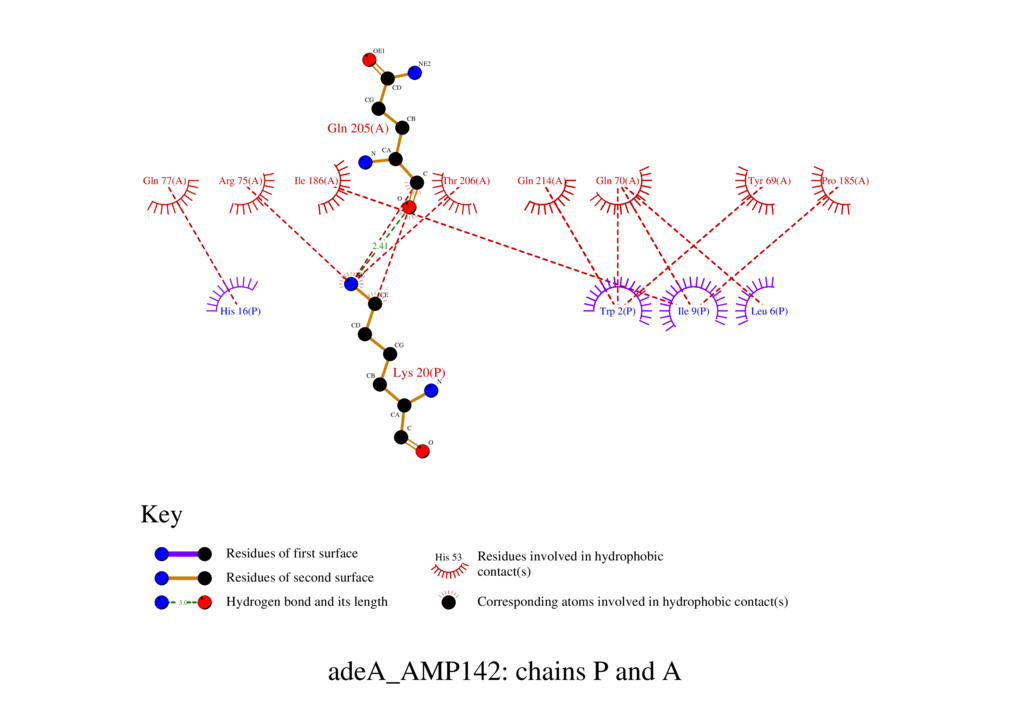 OE1
NE2
CD
CG
CB
Gln 205(A)
N
CA
C
Gln 77(A)
Arg 75(A)
Ile 186(A)
Thr 206(A)
Gln 214(A)
Gln 70(A)
Tyr 69(A)
Pro 185(A)
O
2.41
CE
His 16(P)
Trp 2(P)
Ile 9(P)
Leu 6(P)
CD
CG
CB
Lys 20(P)
N
CA
C
O
Key
Residues of first surface
Residues of second surface
3.0
Hydrogen bond and its length
His 53
Residues involved in hydrophobic
contact(s)
Corresponding atoms involved in hydrophobic contact(s)
adeA_AMP142: chains P and A